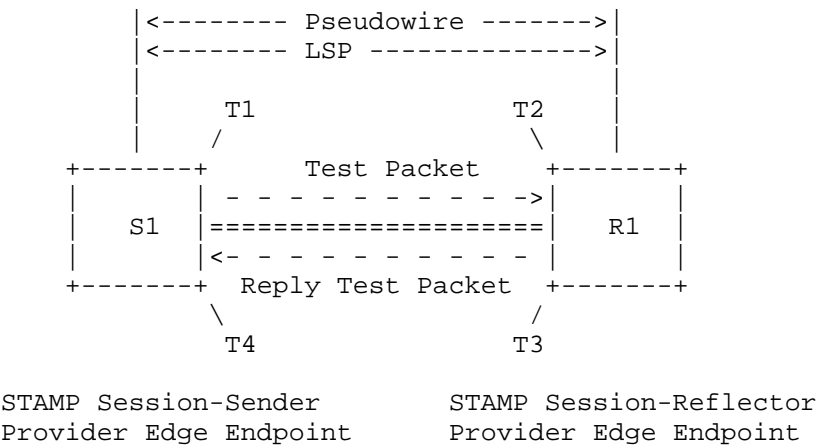 |<-------- Pseudowire ------->|
|<-------- LSP -------------->|
T1 T2
Test Packet
- - - - - - - - - - ->
S1 R1
<- - - - - - - - - - -
Reply Test Packet
T4 T3
STAMP Session-Sender STAMP Session-Reflector
Provider Edge Endpoint Provider Edge Endpoint